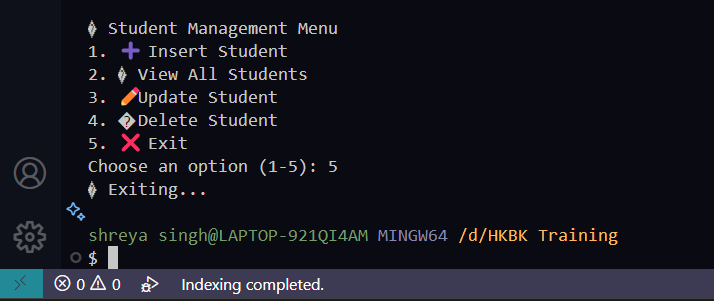 � Student Management Menu
1. ➕ Insert Student
2. � View All Students
3. ✏️Update Student
4. �Delete Student
5. ❌ Exit
Choose an option (1-5): 5
� Exiting...
shreya singh@LAPTOP-921QI4AM MINGW64 /d/HKBK Training
$
0 0 Indexing completed.